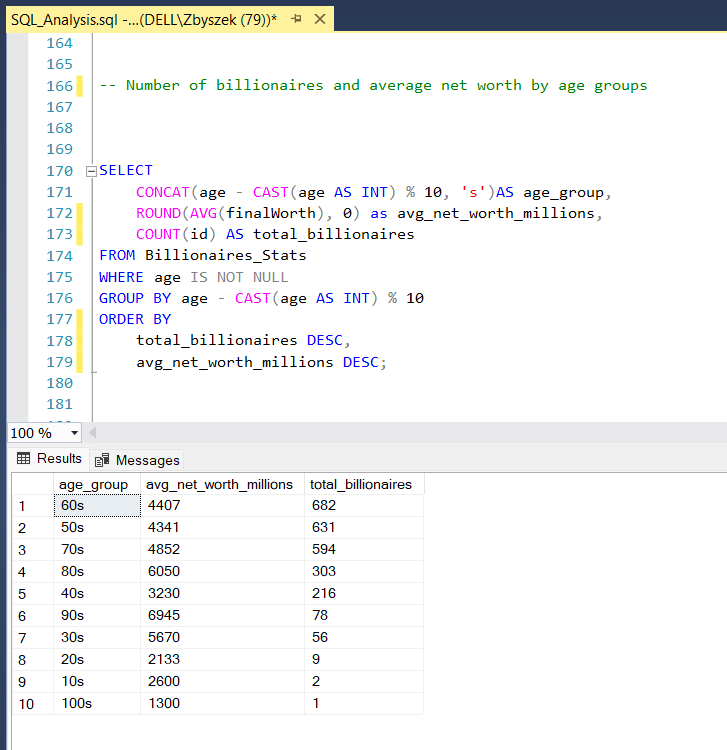 SQL_Analysis.sql -...(DELL\Zbyszek (79))*
164
165
166 -- Number of billionaires and average net worth by age groups
167
168
169
170 SELECT
171 CONCAT(age - CAST(age AS INT) % 10, 's')AS age_group,
172 ROUND(AVG(finalWorth), 0) as avg_net_worth_millions,
173 COUNT(id) AS total_billionaires
174 FROM Billionaires_Stats
175 WHERE age IS NOT NULL
176 GROUP BY age - CAST(age AS INT) % 10
177 ORDER BY
178 total_billionaires DESC,
179 avg_net_worth_millions DESC;
180
181
100 %
Results Messages
age_group avg_net_worth_millions total_billionaires
1 60s 4407 682
2 50s 4341 631
3 70s 4852 594
4 80s 6050 303
5 40s 3230 216
6 90s 6945 78
7 30s 5670 56
8 20s 2133 9
9 10s 2600 2
10 100s 1300 1